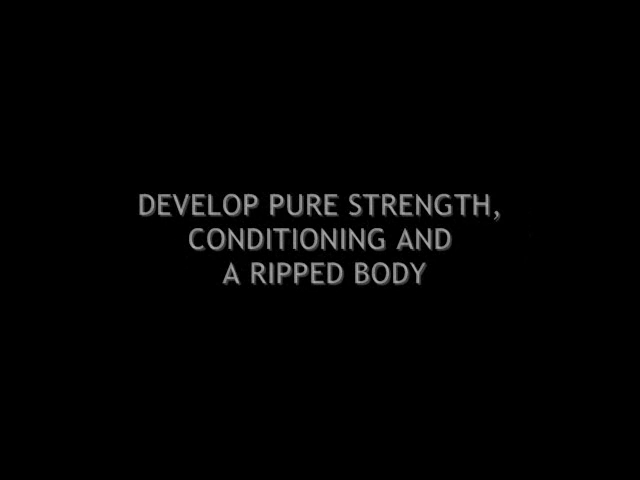 DEVELOP PURE STRENGTH,
CONDITIONING AND
A RIPPED BODY